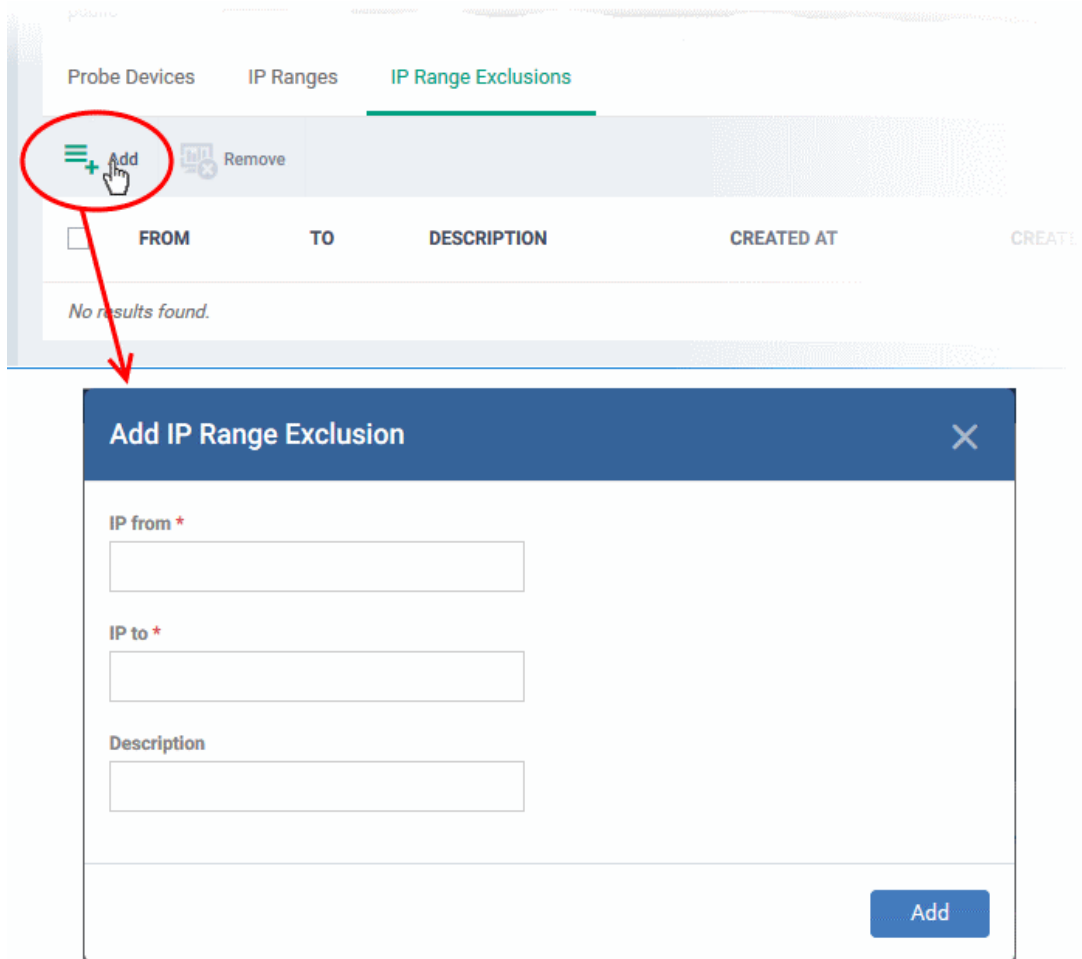 public
Probe Devices IP Ranges IP Range Exclusions
Add Remove
FROM TO DESCRIPTION CREATED AT
No results found.
Add IP Range Exclusion
IP from *
IP to *
Description
Add